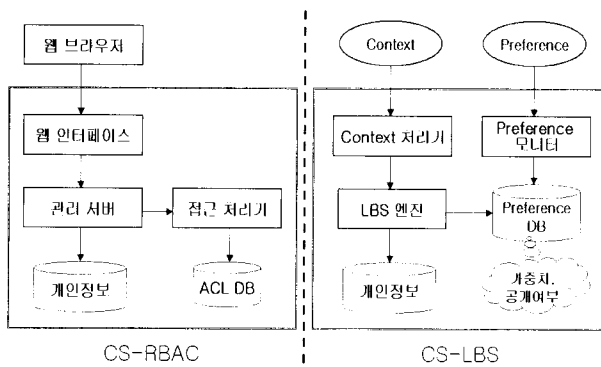 웹 브라우저
웹 인터페이스
관리 서버
접근 처리기
개인정보
ACL DB
CS-RBAC
Context
Preference
Context 처리기
Preference
모니터
LBS 엔진
Preference
DB
개인정보
가중치.
공개여부
CS-LBS